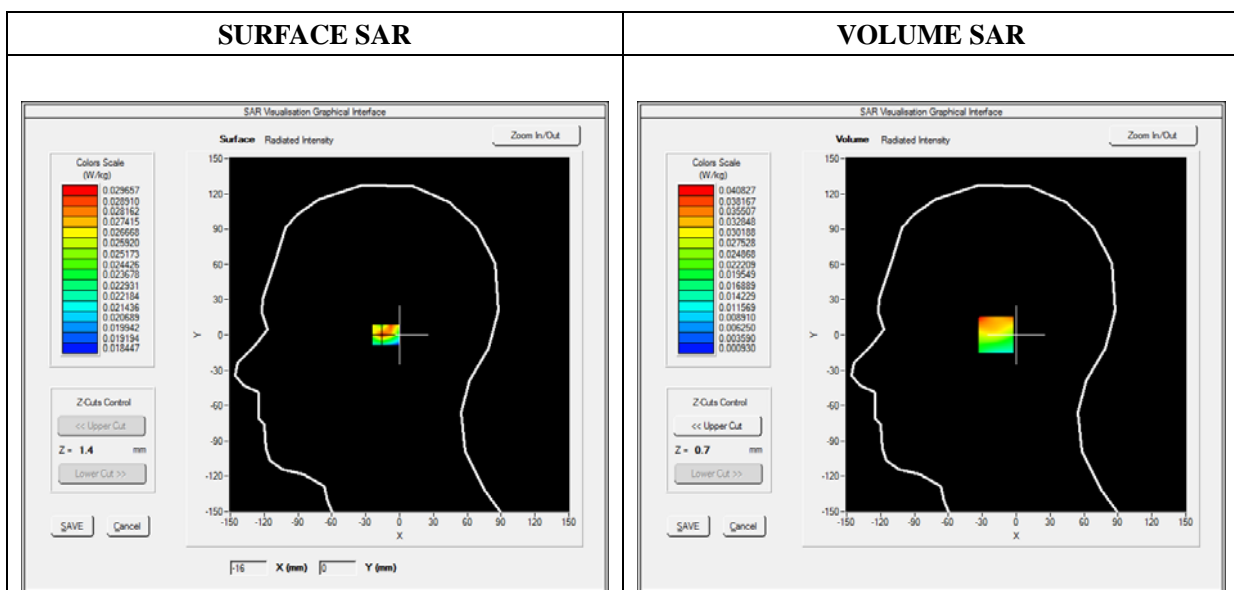 SURFACE SAR
VOLUME SAR
SAR Visualisation Graphical Interface
Surface Radiated Intensity
Zoom In/Out
Colors Scale
(W/kg)
0.029657
0.028910
0.028162
0.027415
0.026668
0.025920
0.025173
0.024426
0.023678
0.022931
0.022184
0.021436
0.020689
0.019942
0.019194
0.018447
Z-Cuts Control
<< Upper Cut
Z = 1.4 mm
Lower Cut >>
SAVE Cancel
150
120
90
60
30
0
-30
-60
-90
-120
-150
Y
-150 -120 -90 -60 -30 0 30 60 90 120 150
X
-16 X (mm) 0 Y (mm)
SAR Visualisation Graphical Interface
Volume Radiated Intensity
Zoom In/Out
Colors Scale
(W/kg)
0.040827
0.038167
0.035507
0.032848
0.030188
0.027528
0.024868
0.022209
0.019549
0.016889
0.014229
0.011569
0.008910
0.006250
0.003590
0.000930
Z-Cuts Control
<< Upper Cut
Z = 0.7 mm
Lower Cut >>
SAVE Cancel
150
120
90
60
30
0
-30
-60
-90
-120
-150
Y
-150 -120 -90 -60 -30 0 30 60 90 120 150
X